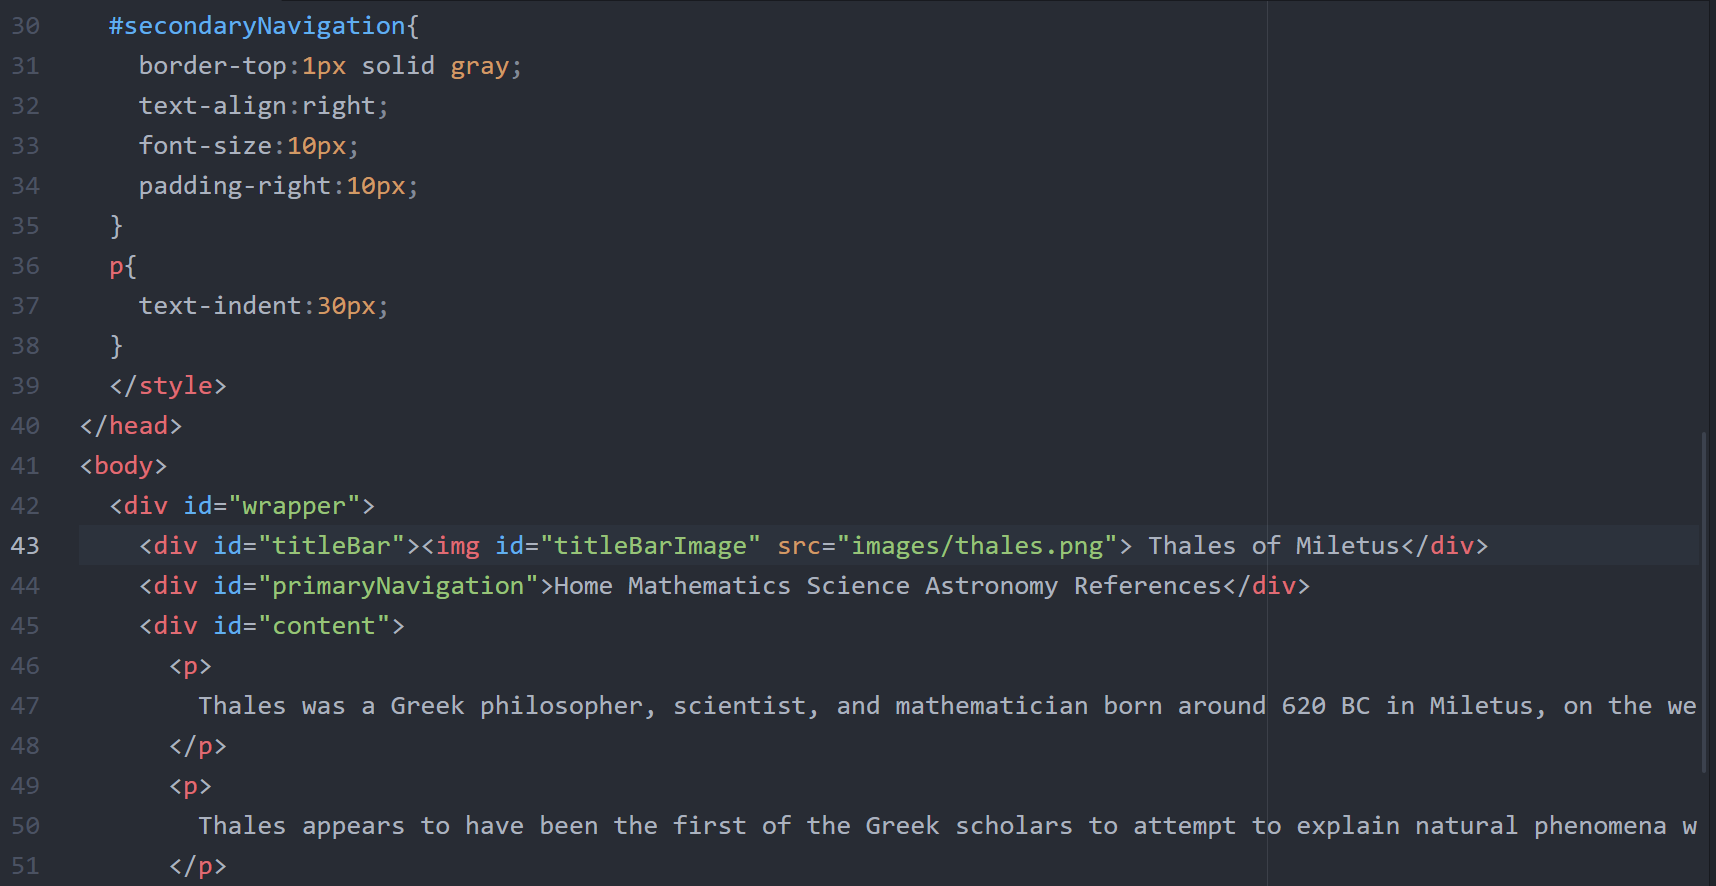 30 #secondaryNavigation{
31 border-top:1px solid gray;
32 text-align:right;
33 font-size:10px;
34 padding-right:10px;
35 }
36 p{
37 text-indent:30px;
38 }
39 </style>
40 </head>
41 <body>
42 <div id="wrapper">
43 <div id="titleBar"><img id="titleBarImage" src="images/thales.png"> Thales of Miletus</div>
44 <div id="primaryNavigation">Home Mathematics Science Astronomy References</div>
45 <div id="content">
46 <p>
47 Thales was a Greek philosopher, scientist, and mathematician born around 620 BC in Miletus, on the we
48 </p>
49 <p>
50 Thales appears to have been the first of the Greek scholars to attempt to explain natural phenomena w
51 </p>